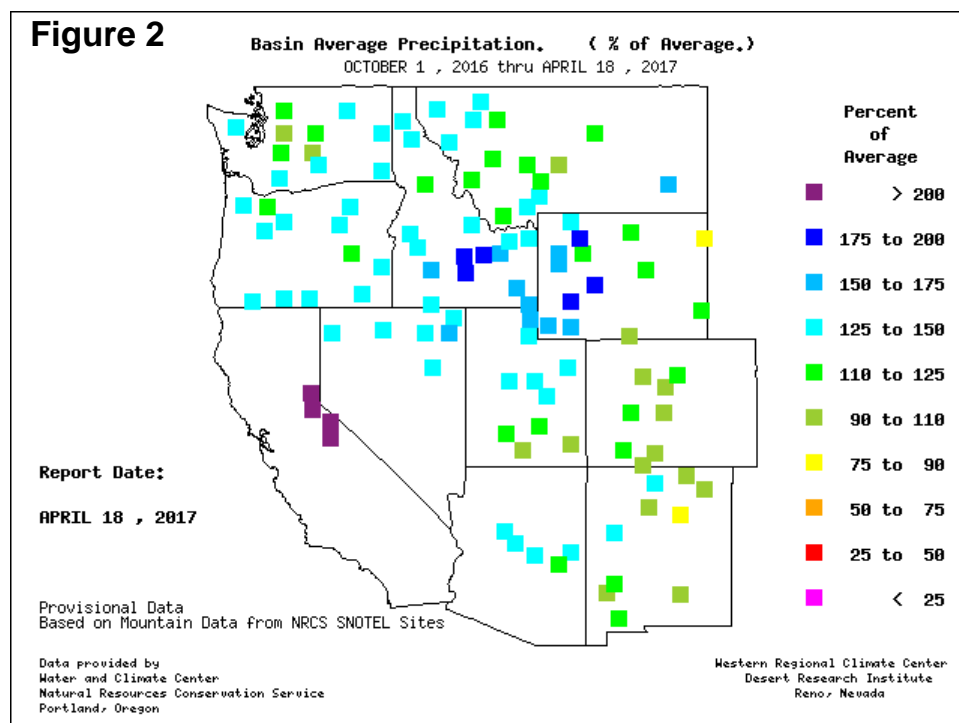 Figure 2
Basin Average Precipitation. ( % of Average.)
OCTOBER 1 , 2016 thru APRIL 18 , 2017
Percent
of
Average
> 200
175 to 200
150 to 175
125 to 150
110 to 125
90 to 110
75 to 90
50 to 75
25 to 50
< 25
Report Date:
APRIL 18 , 2017
Provisional Data
Based on Mountain Data from NRCS SNOTEL Sites
Data provided by
Water and Climate Center
Natural Resources Conservation Service
Portland, Oregon
Western Regional Climate Center
Desert Research Institute
Reno, Nevada